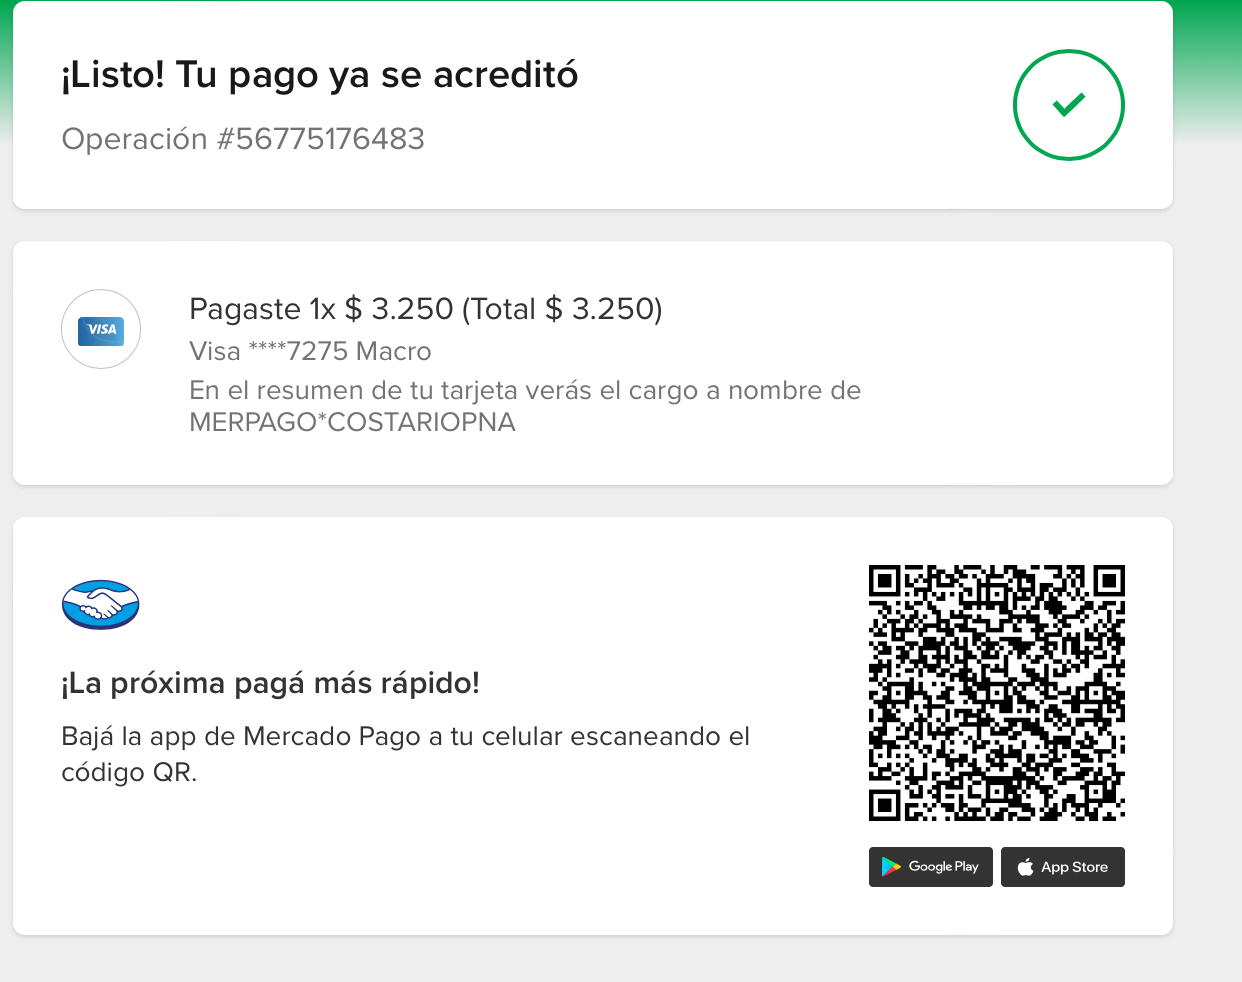 ¡Listo! Tu pago ya se acreditó
Operación #56775176483
VISA
Pagaste 1x $ 3.250 (Total $ 3.250)
Visa ****7275 Macro
En el resumen de tu tarjeta verás el cargo a nombre de
MERPAGO*COSTARIOPNA
¡La próxima pagá más rápido!
Bajá la app de Mercado Pago a tu celular escaneando el
código QR.
Google Play
App Store